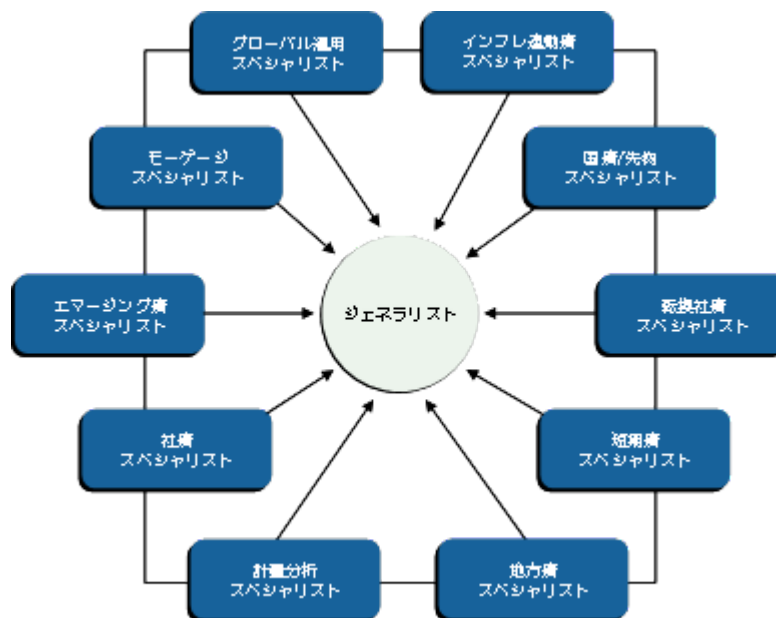 グローバル運用
スペシャリスト
インフレ連動債
スペシャリスト
モーゲージ
スペシャリスト
国債/先物
スペシャリスト
エマージング債
スペシャリスト
ジェネラリスト
転換社債
スペシャリスト
社債
スペシャリスト
短期債
スペシャリスト
計量分析
スペシャリスト
地方債
スペシャリスト